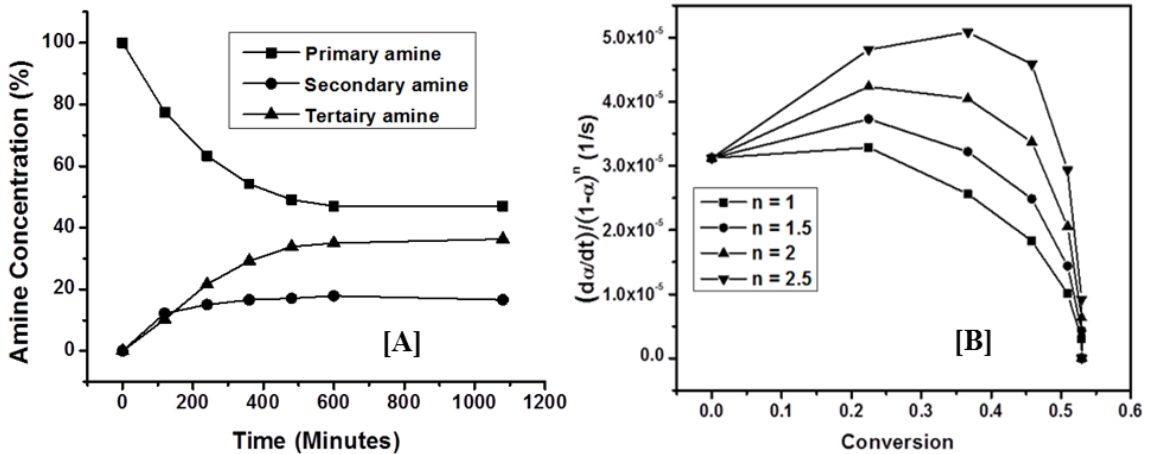 100
80
60
40
20
0
Amine Concentration (%)
Primary amine
Secondary amine
Tertairy amine
[A]
0 200 400 600 800 1000 1200
Time (Minutes)
5.0x10⁻⁵
4.0x10⁻⁵
3.0x10⁻⁵
2.0x10⁻⁵
1.0x10⁻⁵
0.0
(dα/dt)/(1-α)ⁿ (1/s)
n = 1
n = 1.5
n = 2
n = 2.5
[B]
0.0 0.1 0.2 0.3 0.4 0.5 0.6
Conversion